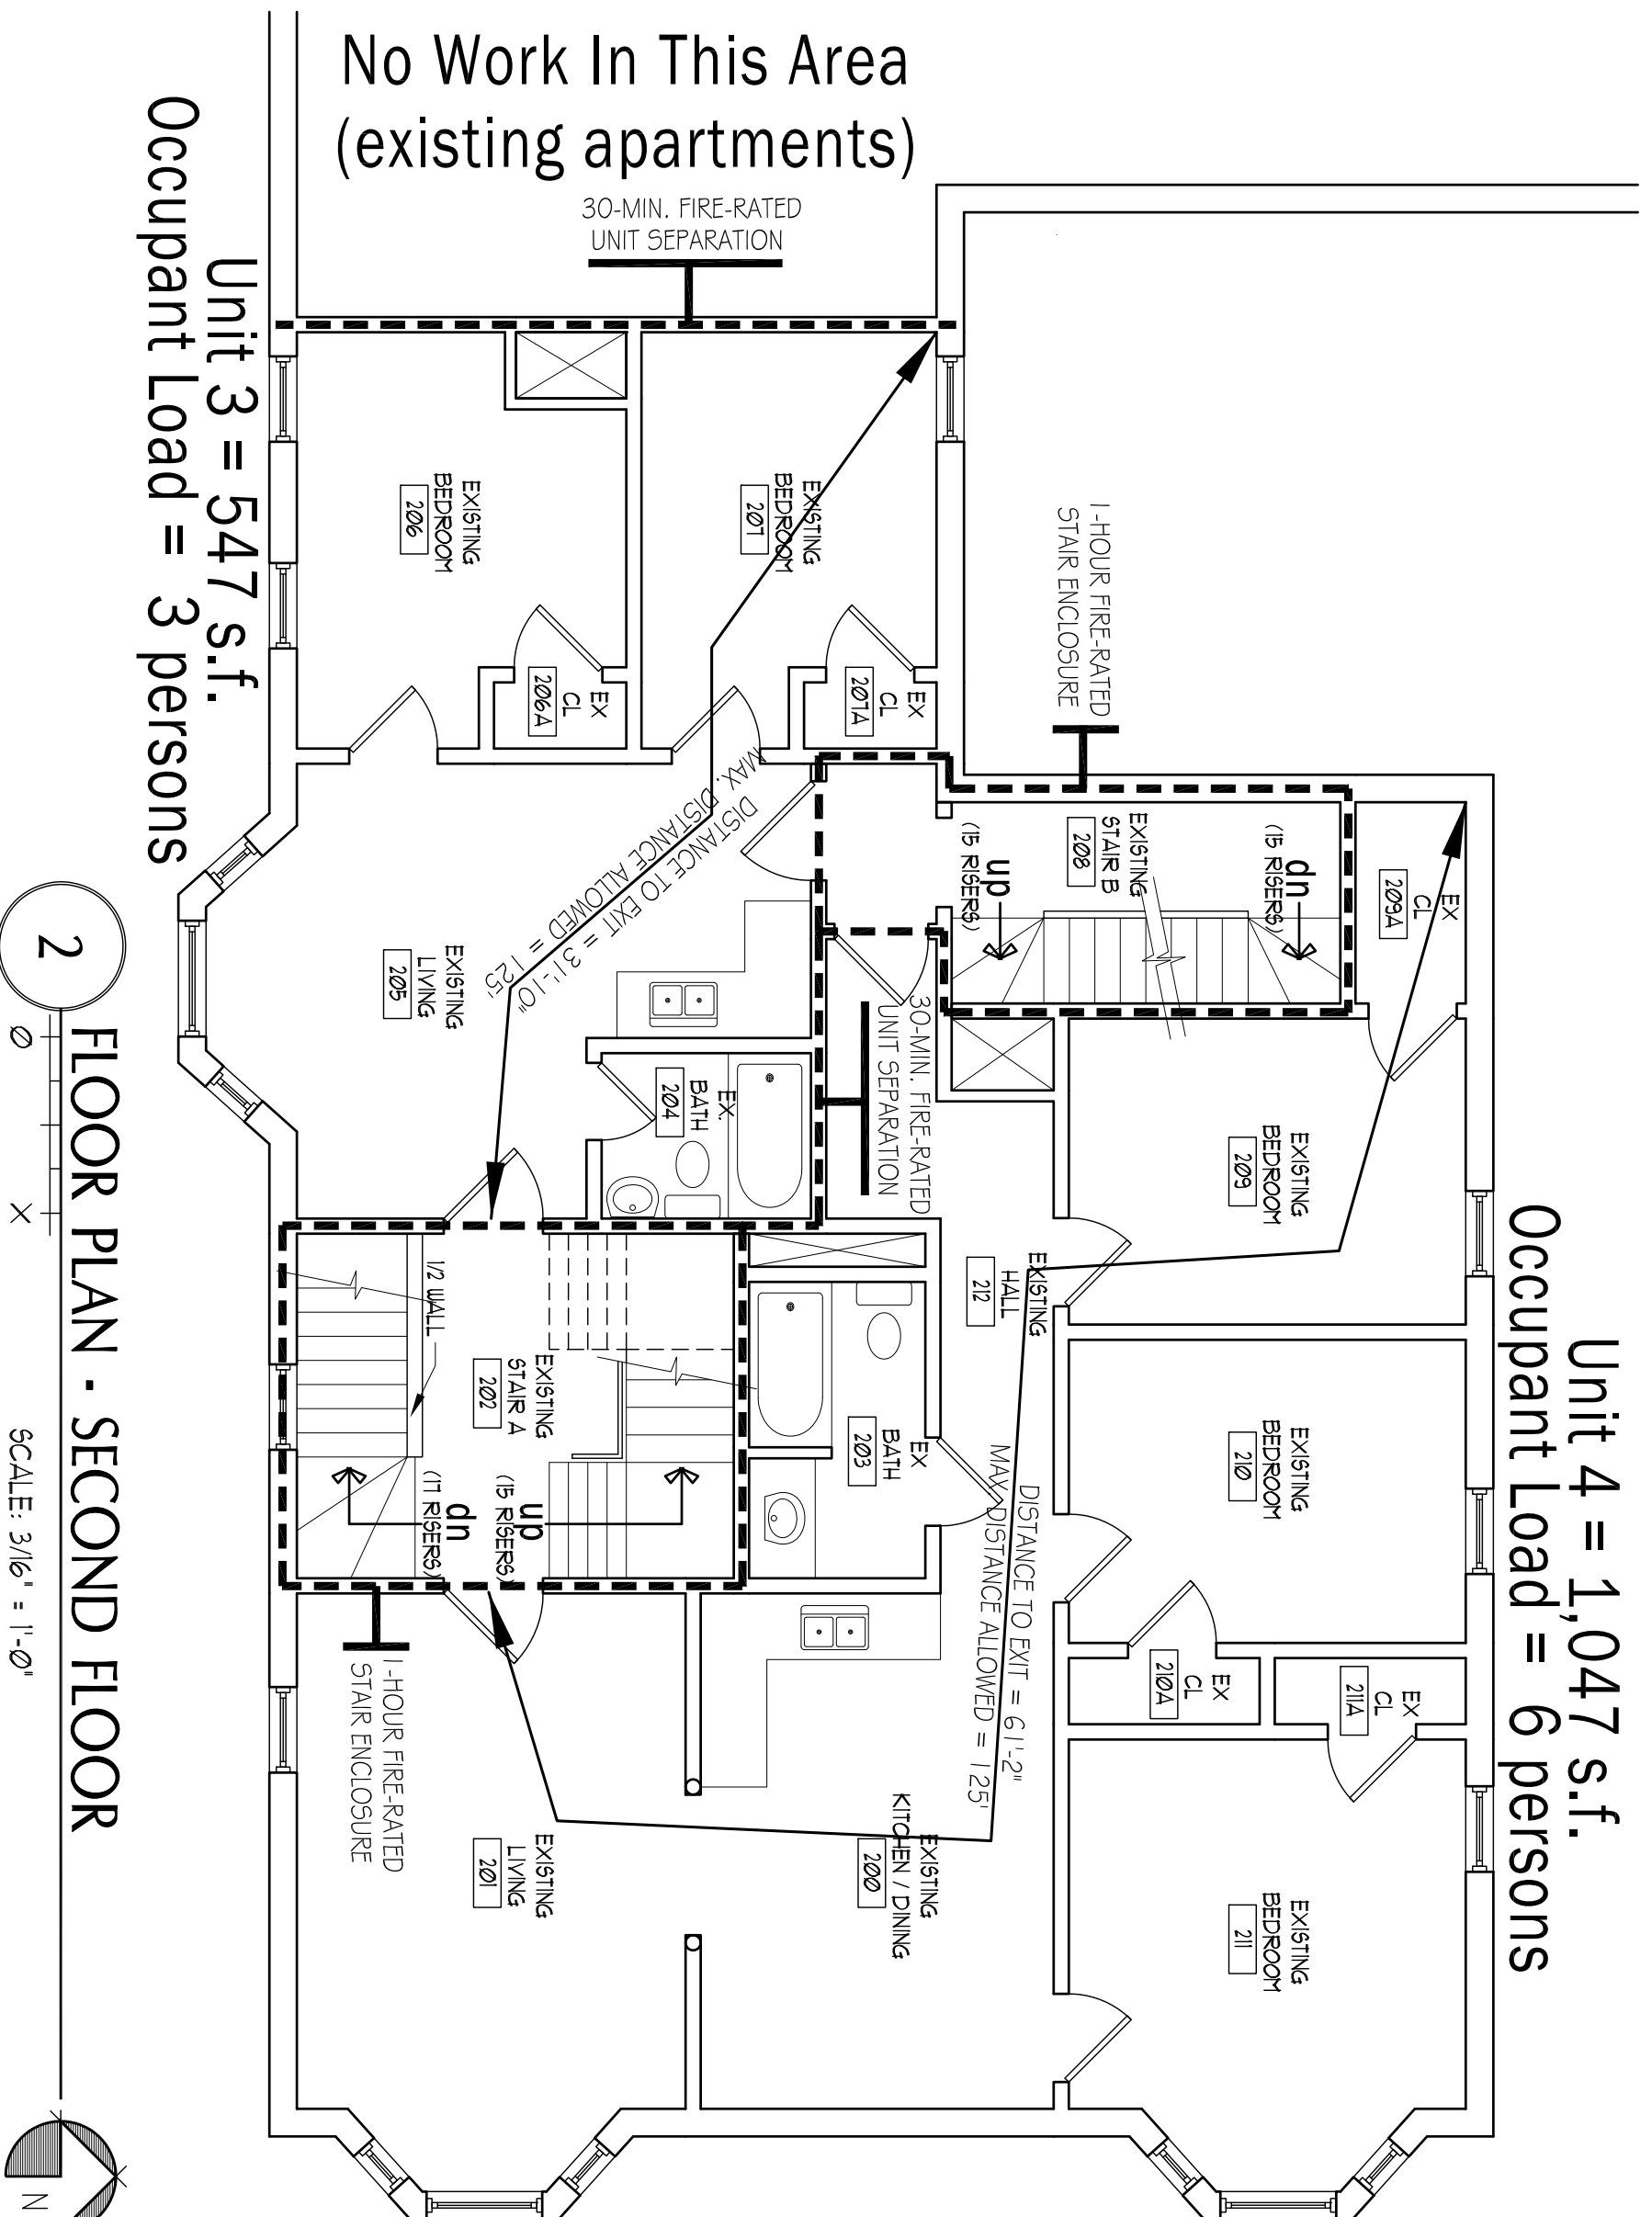 No Work In This Area
(existing apartments)
30-MIN. FIRE-RATED
UNIT SEPARATION
Unit 4 = 1,047 s.f.
Occupant Load = 6 persons
1-HOUR FIRE-RATED
STAIR ENCLOSURE
EX
CL
209A
EXISTING
BEDROOM
209
EXISTING
BEDROOM
210
EX
CL
210A
EX
CL
211A
EXISTING
BEDROOM
211
dn
(15 RISERS)
EXISTING
STAIR B
208
up
(15 RISERS)
EXISTING
HALL
212
DISTANCE TO EXIT = 61'-2"
MAX. DISTANCE ALLOWED = 125'
EX
CL
207A
EXISTING
BEDROOM
207
30-MIN. FIRE-RATED
UNIT SEPARATION
EX
BATH
203
EXISTING
KITCHEN / DINING
200
EX.
BATH
204
MAX. DISTANCE ALLOWED = 125'
DISTANCE TO EXIT = 31'-10"
EX
CL
206A
EXISTING
BEDROOM
206
EXISTING
LIVING
205
EXISTING
STAIR A
202
up
(15 RISERS)
dn
(17 RISERS)
1/2 WALL
EXISTING
LIVING
201
1-HOUR FIRE-RATED
STAIR ENCLOSURE
Unit 3 = 547 s.f.
Occupant Load = 3 persons
2
FLOOR PLAN · SECOND FLOOR
0 X
SCALE: 3/16" = 1'-0"
N